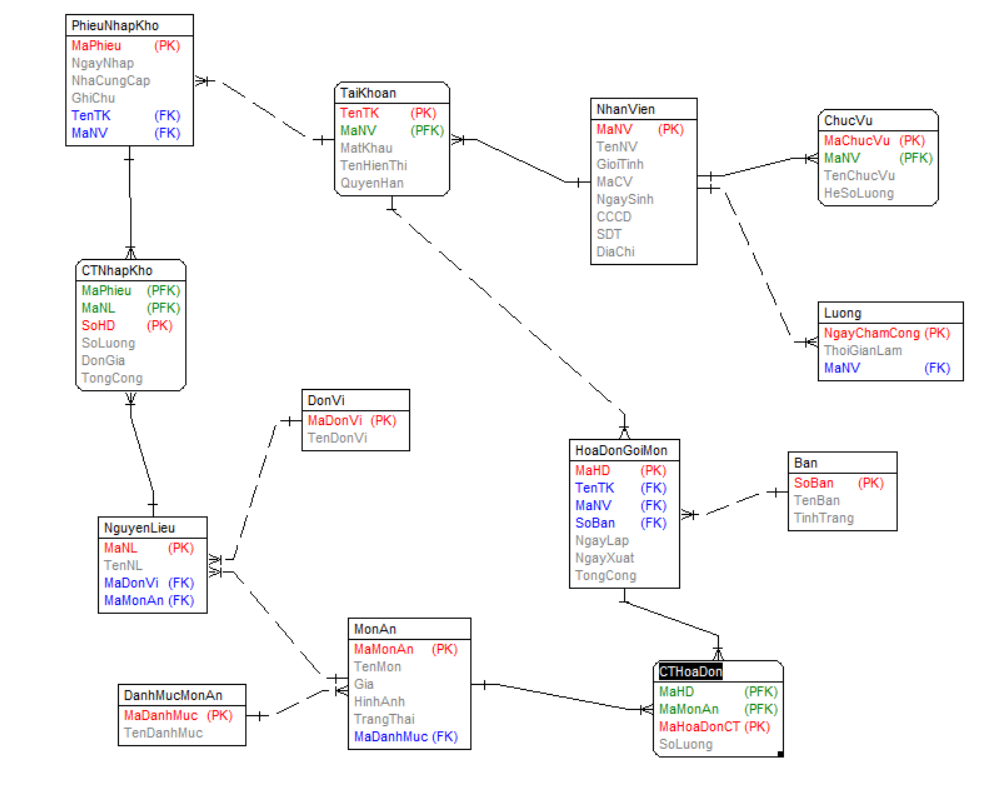 PhieuNhapKho
MaPhieu (PK)
NgayNhap
NhaCungCap
GhiChu
TenTK (FK)
MaNV (FK)
TaiKhoan
TenTK (PK)
MaNV (PFK)
MatKhau
TenHienThi
QuyenHan
NhanVien
MaNV (PK)
TenNV
GioiTinh
MaCV
NgaySinh
CCCD
SDT
DiaChi
ChucVu
MaChucVu (PK)
MaNV (PFK)
TenChucVu
HeSoLuong
CTNhapKho
MaPhieu (PFK)
MaNL (PFK)
SoHD (PK)
SoLuong
DonGia
TongCong
Luong
NgayChamCong (PK)
ThoiGianLam
MaNV (FK)
DonVi
MaDonVi (PK)
TenDonVi
HoaDonGoiMon
MaHD (PK)
TenTK (FK)
MaNV (FK)
SoBan (FK)
NgayLap
NgayXuat
TongCong
Ban
SoBan (PK)
TenBan
TinhTrang
NguyenLieu
MaNL (PK)
TenNL
MaDonVi (FK)
MaMonAn (FK)
MonAn
MaMonAn (PK)
TenMon
Gia
HinhAnh
TrangThai
MaDanhMuc (FK)
DanhMucMonAn
MaDanhMuc (PK)
TenDanhMuc
CTHoaDon
MaHD (PFK)
MaMonAn (PFK)
MaHoaDonCT (PK)
SoLuong